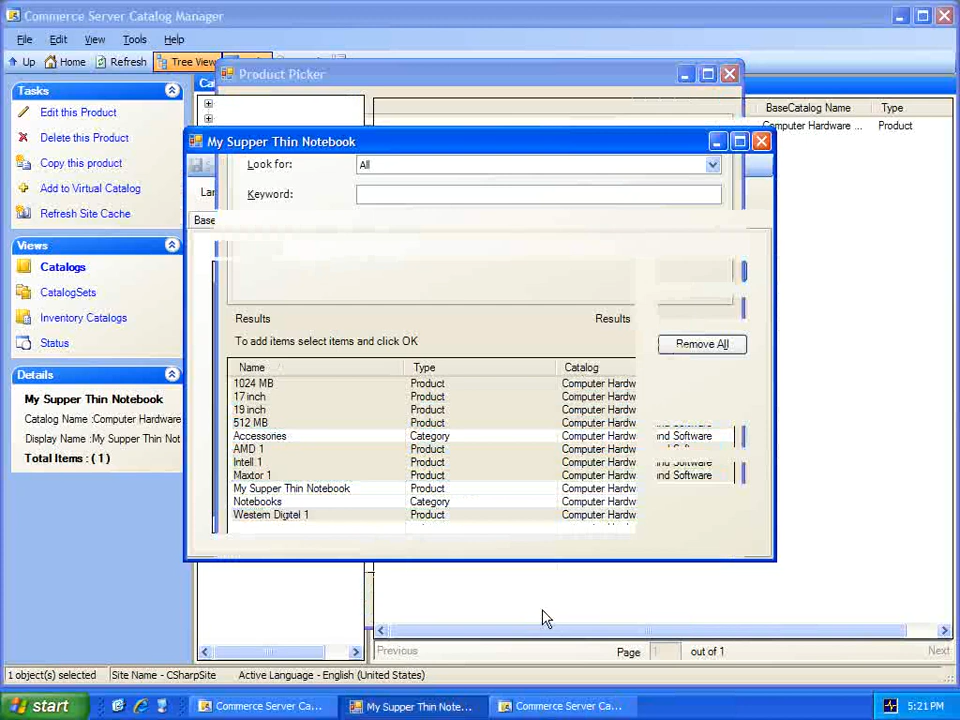 Commerce Server Catalog Manager
File Edit View Tools Help
Up Home Refresh Tree View
Product Picker
Tasks
Edit this Product
Delete this Product
Copy this product
Add to Virtual Catalog
Refresh Site Cache
Views
Catalogs
CatalogSets
Inventory Catalogs
Status
Details
My Supper Thin Notebook
Catalog Name :Computer Hardware
Display Name :My Supper Thin Not
Total Items : ( 1 )
BaseCatalog Name Type
Computer Hardware ... Product
My Supper Thin Notebook
Look for: All
Keyword:
Base
Results Results
To add items select items and click OK
Remove All
Name Type Catalog
1024 MB Product Computer Hardw
17 inch Product Computer Hardw
19 inch Product Computer Hardw
512 MB Product Computer Hardw
Accessories Category Computer Hardw and Software
AMD 1 Product Computer Hardw
Intell 1 Product Computer Hardw and Software
Maxtor 1 Product Computer Hardw and Software
My Supper Thin Notebook Product Computer Hardw
Notebooks Category Computer Hardw
Western Digtel 1 Product Computer Hardw
Previous Page 1 out of 1 Next
1 object(s) selected Site Name - CSharpSite Active Language - English (United States)
start Commerce Server Ca... My Supper Thin Note... Commerce Server Ca... 5:21 PM